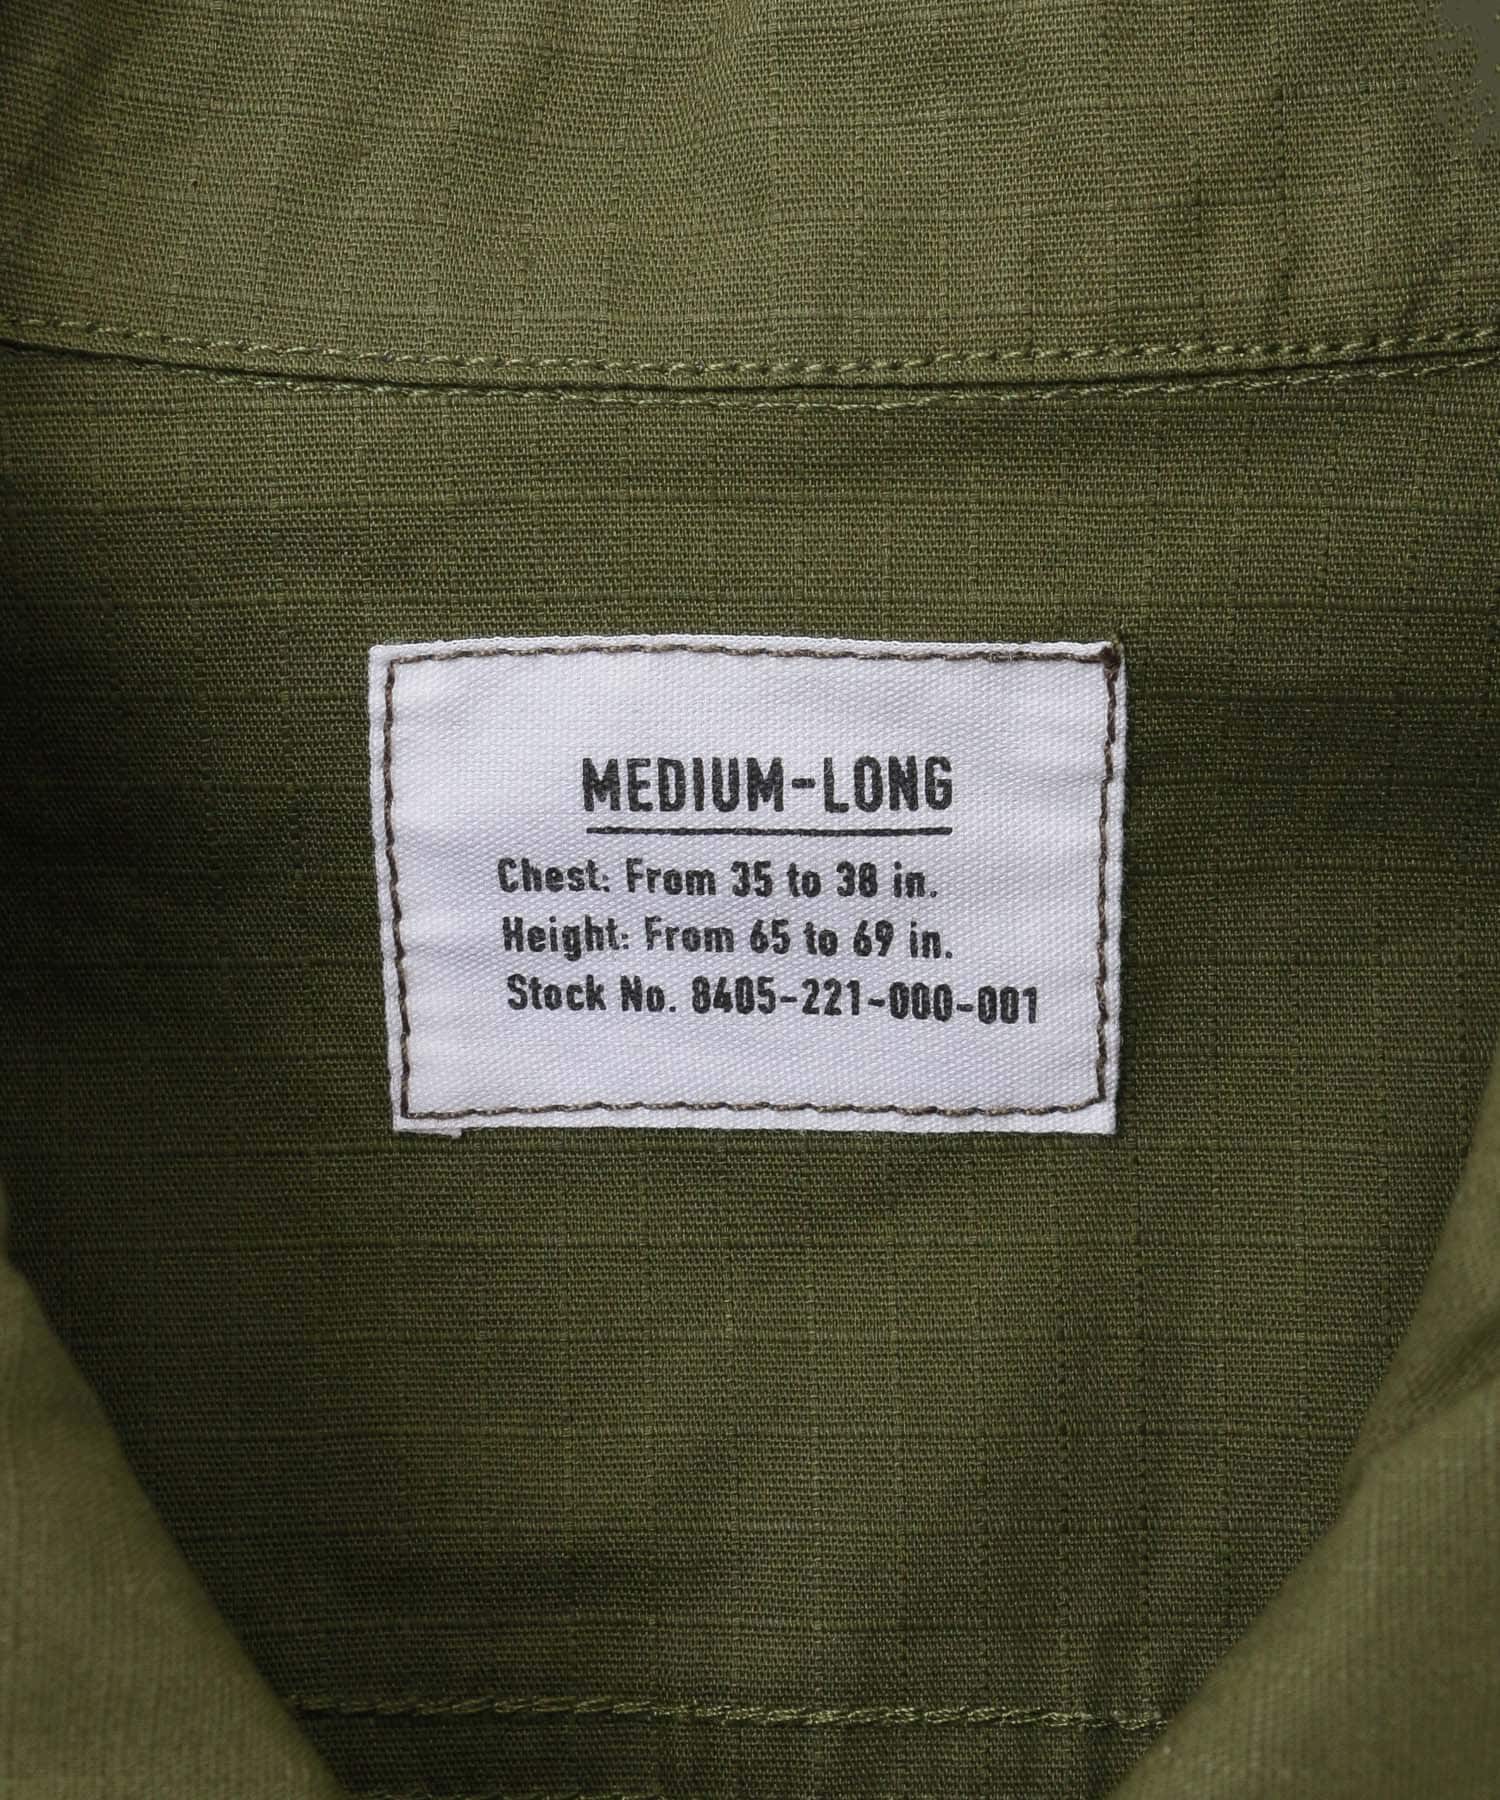 MEDIUM-LONG
Chest: From 35 to 38 in.
Height: From 65 to 69 in.
Stock No. 8405-221-000-001